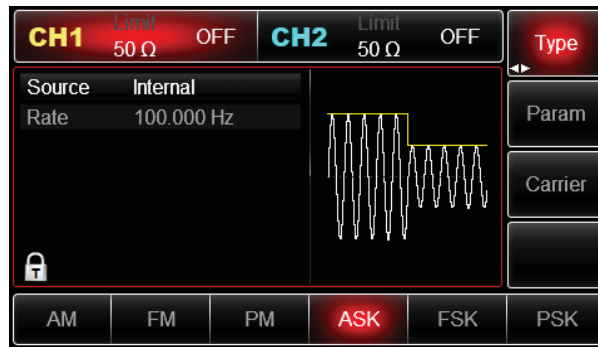 CH1 Limit 50 Ω OFF CH2 Limit 50 Ω OFF
Type
Source Internal
Rate 100.000 Hz
Param
Carrier
T
AM FM PM ASK FSK PSK